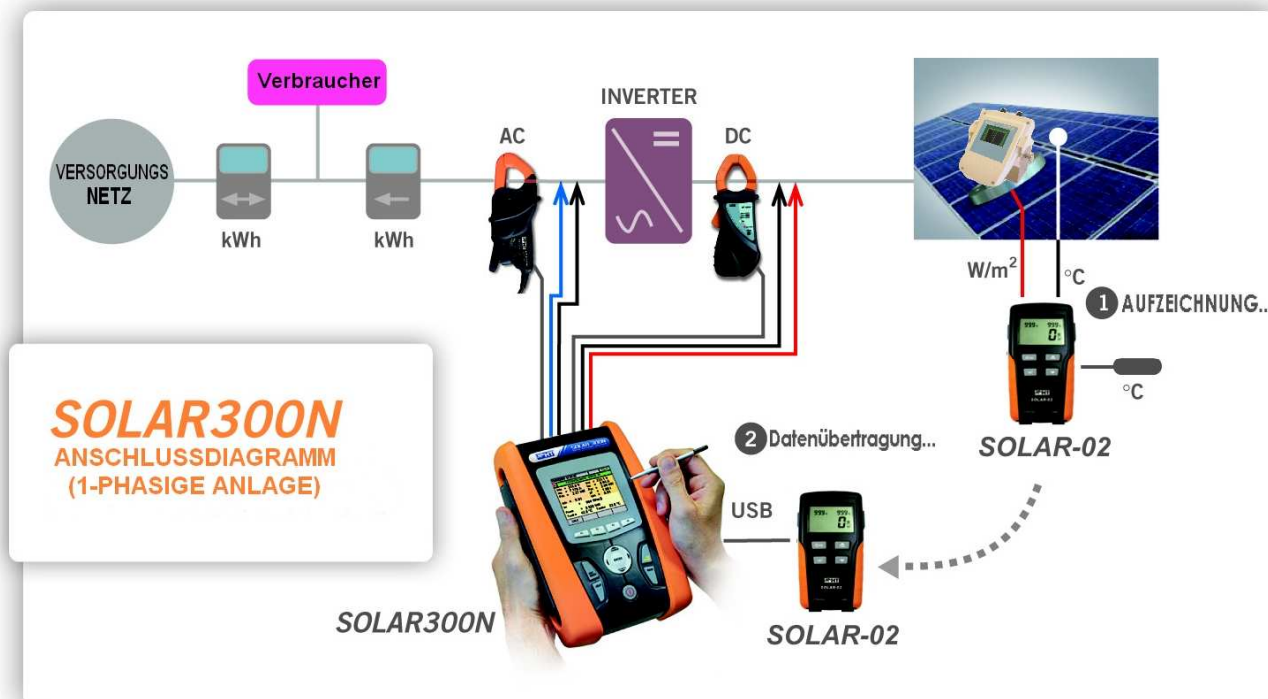 Verbraucher
INVERTER
AC
DC
VERSORGUNGS
NETZ
kWh
kWh
W/m²
°C
1 AUFZEICHNUNG..
°C
SOLAR-02
SOLAR300N
ANSCHLUSSDIAGRAMM
(1-PHASIGE ANLAGE)
2 Datenübertragung...
USB
SOLAR300N
SOLAR-02